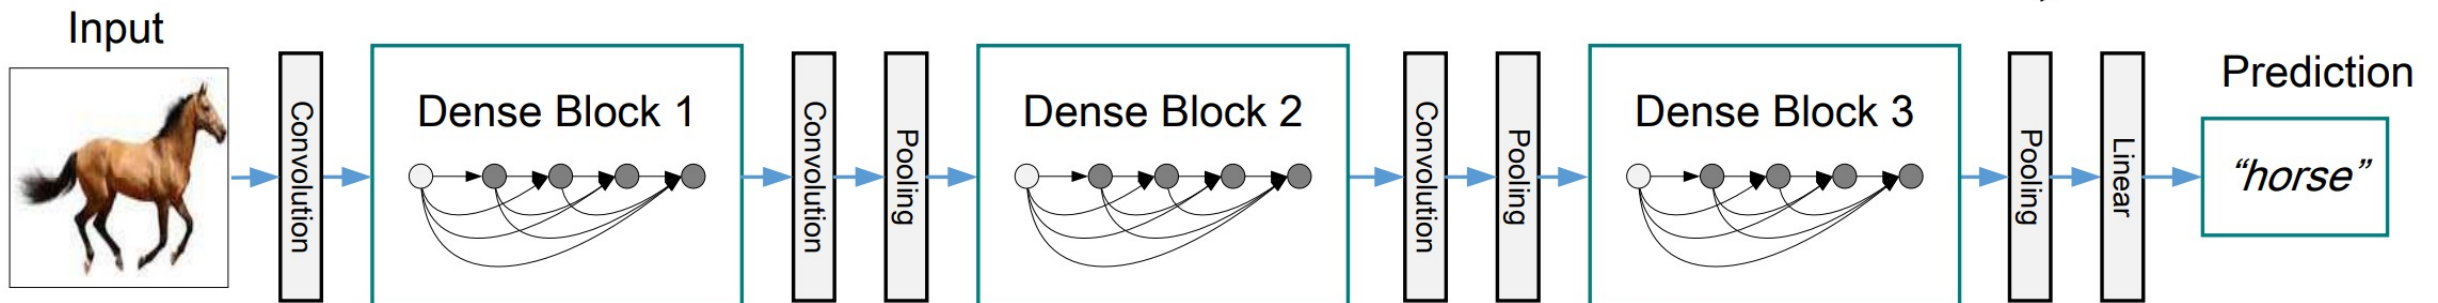 Input
Convolution
Dense Block 1
Convolution
Pooling
Dense Block 2
Convolution
Pooling
Dense Block 3
Pooling
Linear
Prediction
“horse”